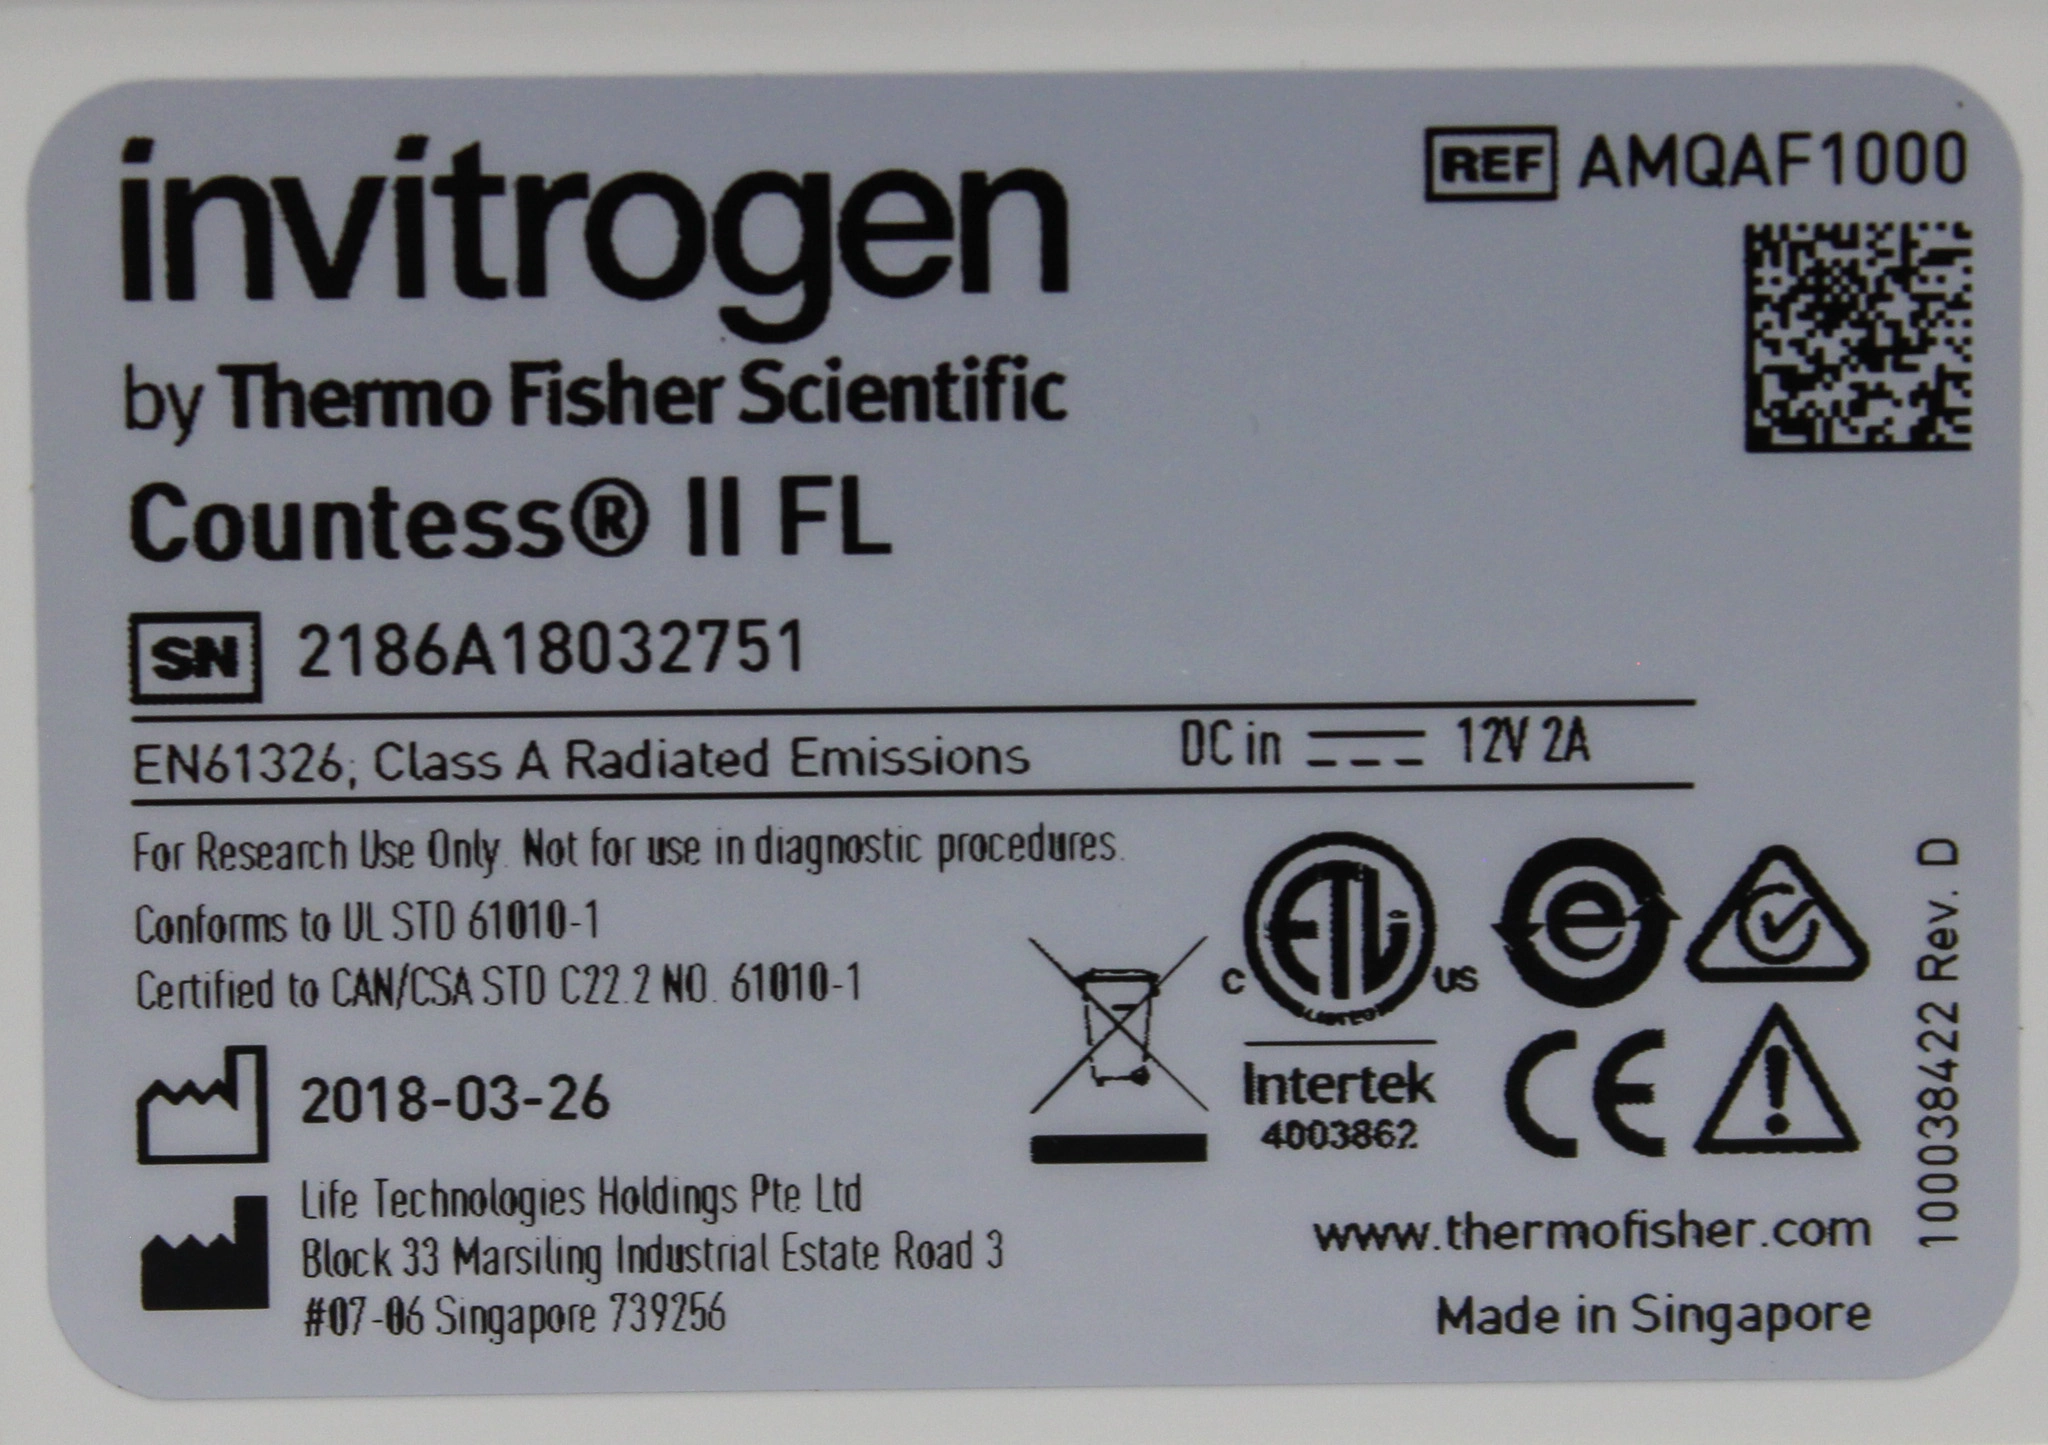 invitrogen
by Thermo Fisher Scientific
REF AMQAF1000
Countess® II FL
SN 2186A18032751
EN61326, Class A Radiated Emissions
DC in 12V 2A
For Research Use Only. Not for use in diagnostic procedures.
Conforms to UL STD 61010-1
Certified to CAN/CSA STD C22.2 NO. 61010-1
2018-03-26
Life Technologies Holdings Pte Ltd
Block 33 Marsiling Industrial Estate Road 3
#07-06 Singapore 739256
ETL
C US
LISTED
Intertek
4003862
e
CE
www.thermofisher.com
Made in Singapore
100038422 Rev. D